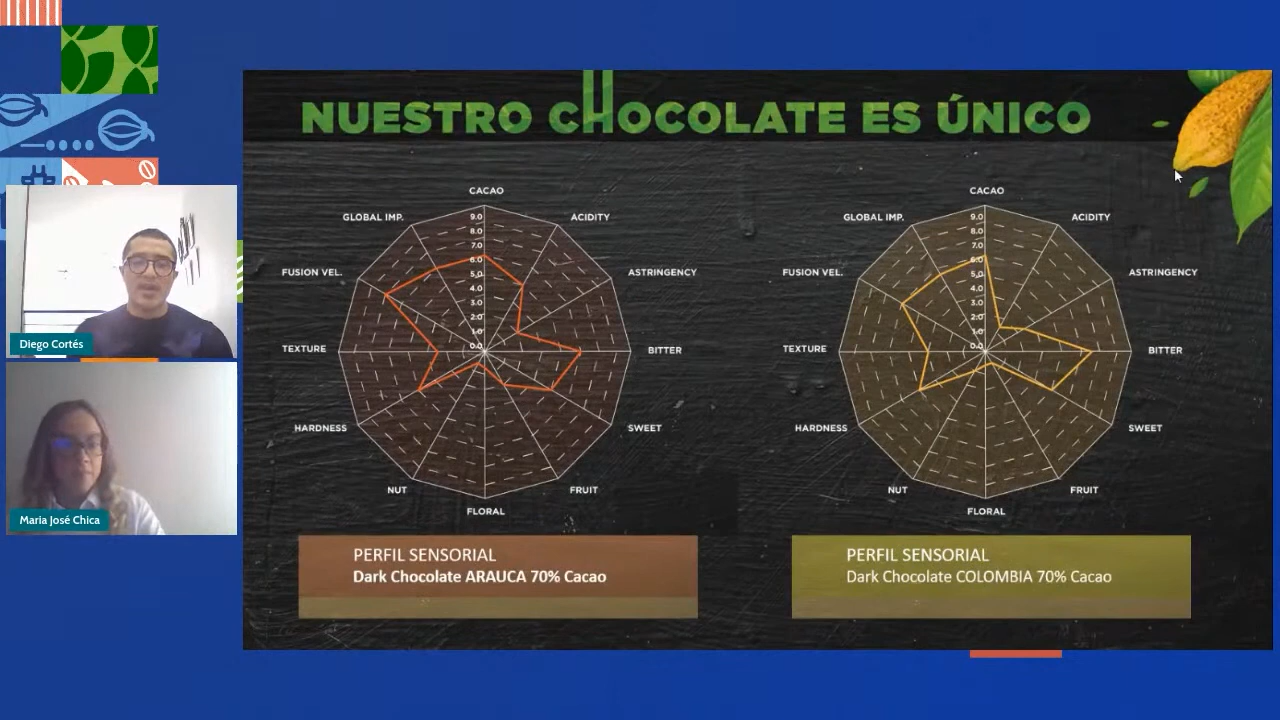 NUESTRO CHOCOLATE ES ÚNICO
CACAO
GLOBAL IMP.
ACIDITY
FUSION VEL.
ASTRINGENCY
TEXTURE
BITTER
HARDNESS
SWEET
NUT
FRUIT
FLORAL
9.0
8.0
7.0
6.0
5.0
4.0
3.0
2.0
1.0
0.0
PERFIL SENSORIAL
Dark Chocolate ARAUCA 70% Cacao
CACAO
GLOBAL IMP.
ACIDITY
FUSION VEL.
ASTRINGENCY
TEXTURE
BITTER
HARDNESS
SWEET
NUT
FRUIT
FLORAL
9.0
8.0
7.0
6.0
5.0
4.0
3.0
2.0
1.0
0.0
PERFIL SENSORIAL
Dark Chocolate COLOMBIA 70% Cacao
Diego Cortés
Maria José Chica